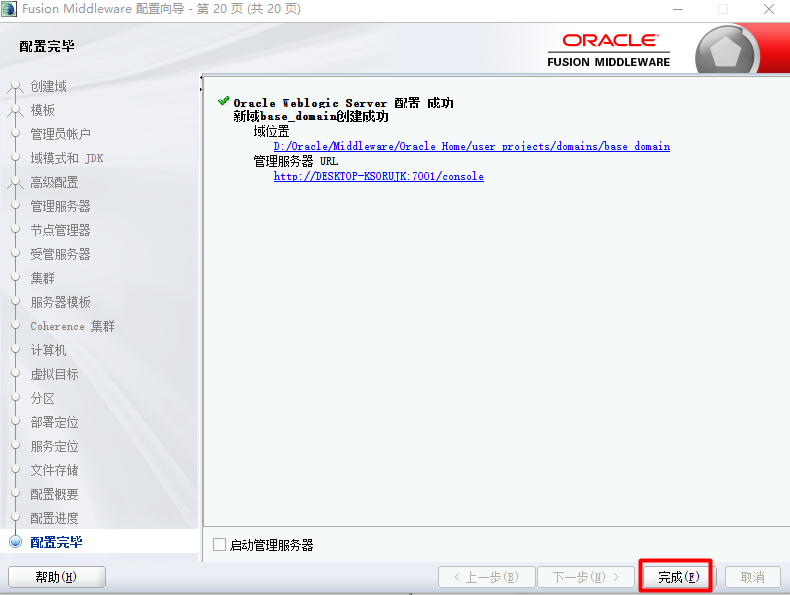 Fusion Middleware 配置向导 - 第 20 页 (共 20 页)
配置完毕
ORACLE
FUSION MIDDLEWARE
创建域
模板
管理员帐户
域模式和 JDK
高级配置
管理服务器
节点管理器
受管服务器
集群
服务器模板
Coherence 集群
计算机
虚拟目标
分区
部署定位
服务定位
文件存储
配置概要
配置进度
配置完毕
Oracle Weblogic Server 配置 成功
新域base_domain创建成功
域位置
D:/Oracle/Middleware/Oracle_Home/user_projects/domains/base_domain
管理服务器 URL
http://DESKTOP-KSORUJK:7001/console
启动管理服务器
帮助(H)
< 上一步(B)
下一步(N) >
完成(F)
取消